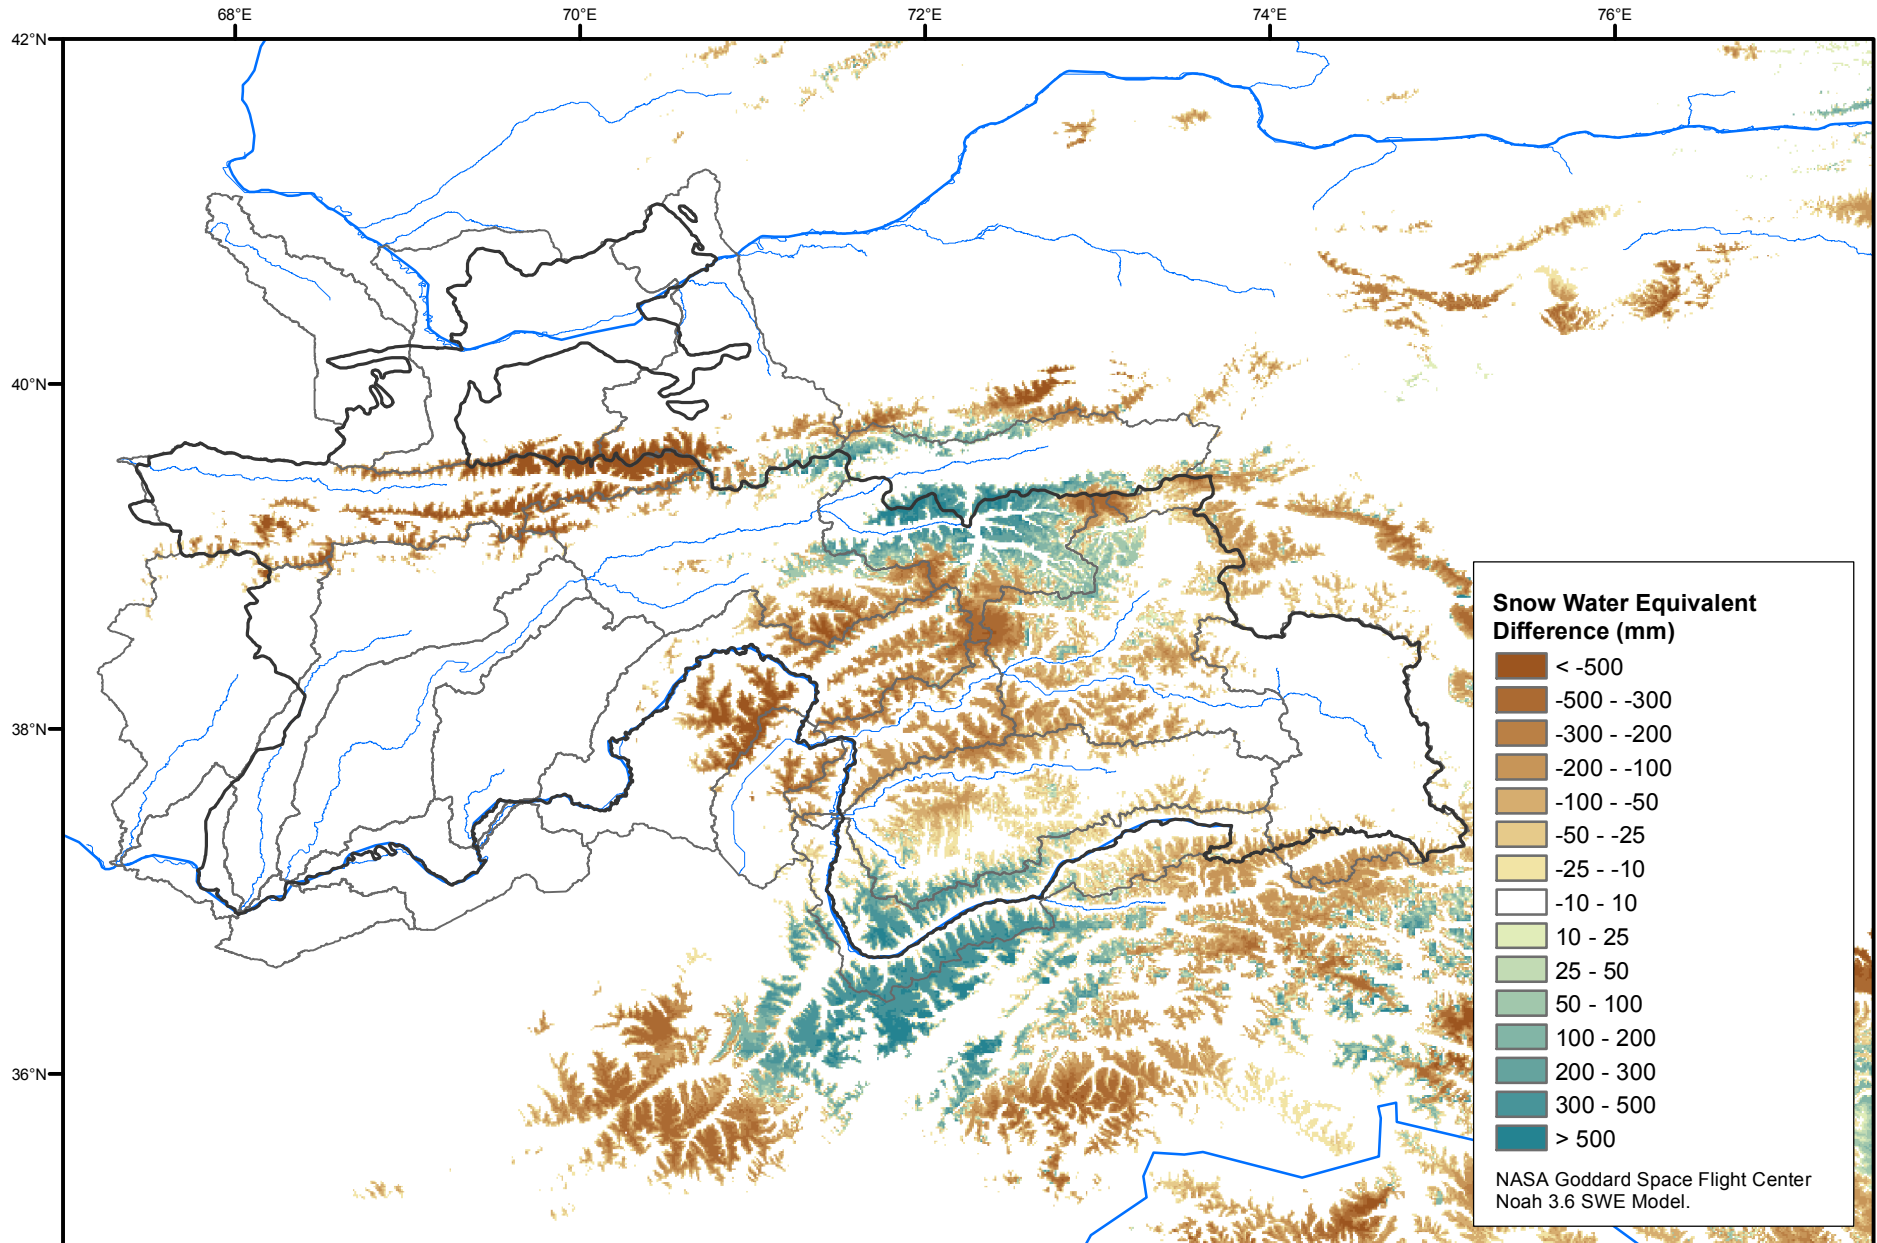 68°E
70°E
72°E
74°E
76°E
42°N
40°N
38°N
36°N
Snow Water Equivalent
Difference (mm)
< -500
-500 - -300
-300 - -200
-200 - -100
-100 - -50
-50 - -25
-25 - -10
-10 - 10
10 - 25
25 - 50
50 - 100
100 - 200
200 - 300
300 - 500
> 500
NASA Goddard Space Flight Center
Noah 3.6 SWE Model.